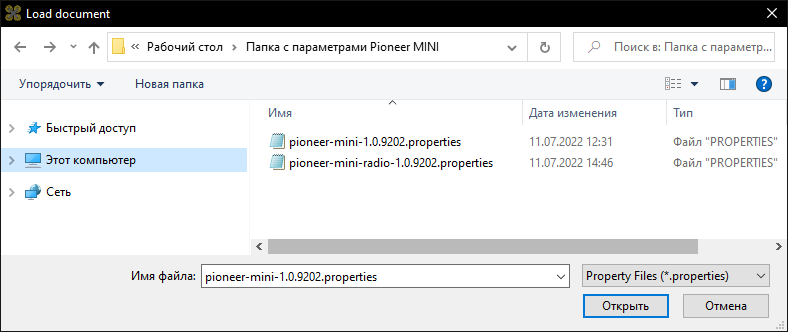 Load document
Рабочий стол
Папка с параметрами Pioneer MINI
Поиск в: Папка с параметр...
Упорядочить
Новая папка
?
Имя
Дата изменения
Тип
Быстрый доступ
Этот компьютер
Сеть
pioneer-mini-1.0.9202.properties 11.07.2022 12:31 Файл "PROPERTIES"
pioneer-mini-radio-1.0.9202.properties 11.07.2022 14:46 Файл "PROPERTIES"
Имя файла: pioneer-mini-1.0.9202.properties
Property Files (*.properties)
Открыть
Отмена